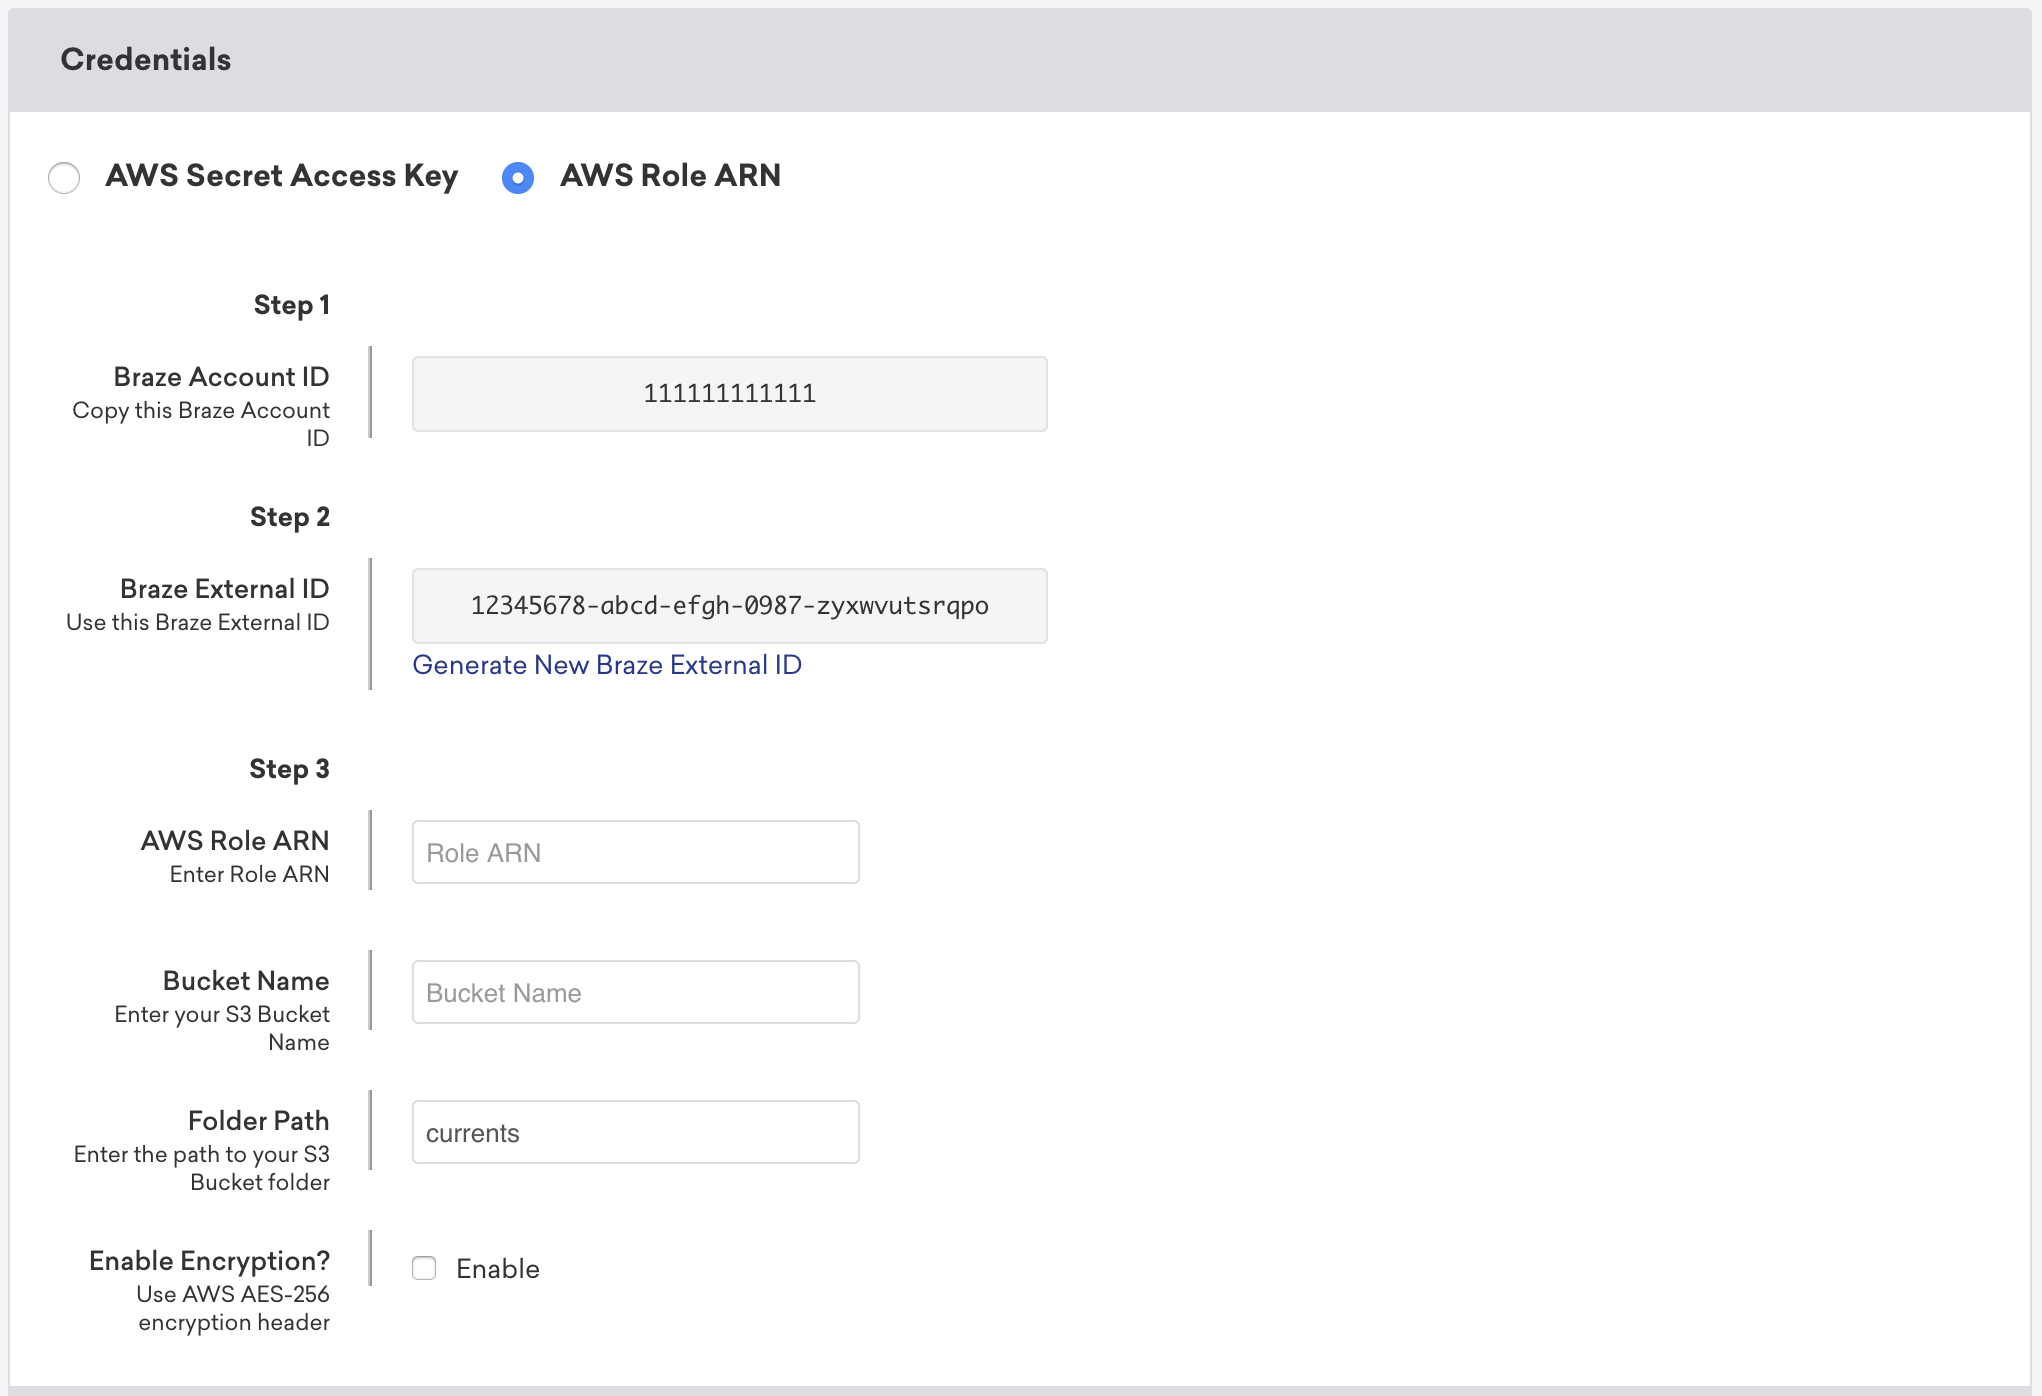 Credentials
AWS Secret Access Key
AWS Role ARN
Step 1
Braze Account ID
Copy this Braze Account
ID
111111111111
Step 2
Braze External ID
Use this Braze External ID
12345678-abcd-efgh-0987-zyxwvutsrqpo
Generate New Braze External ID
Step 3
AWS Role ARN
Enter Role ARN
Role ARN
Bucket Name
Enter your S3 Bucket
Name
Bucket Name
Folder Path
Enter the path to your S3
Bucket folder
currents
Enable Encryption?
Use AWS AES-256
encryption header
Enable